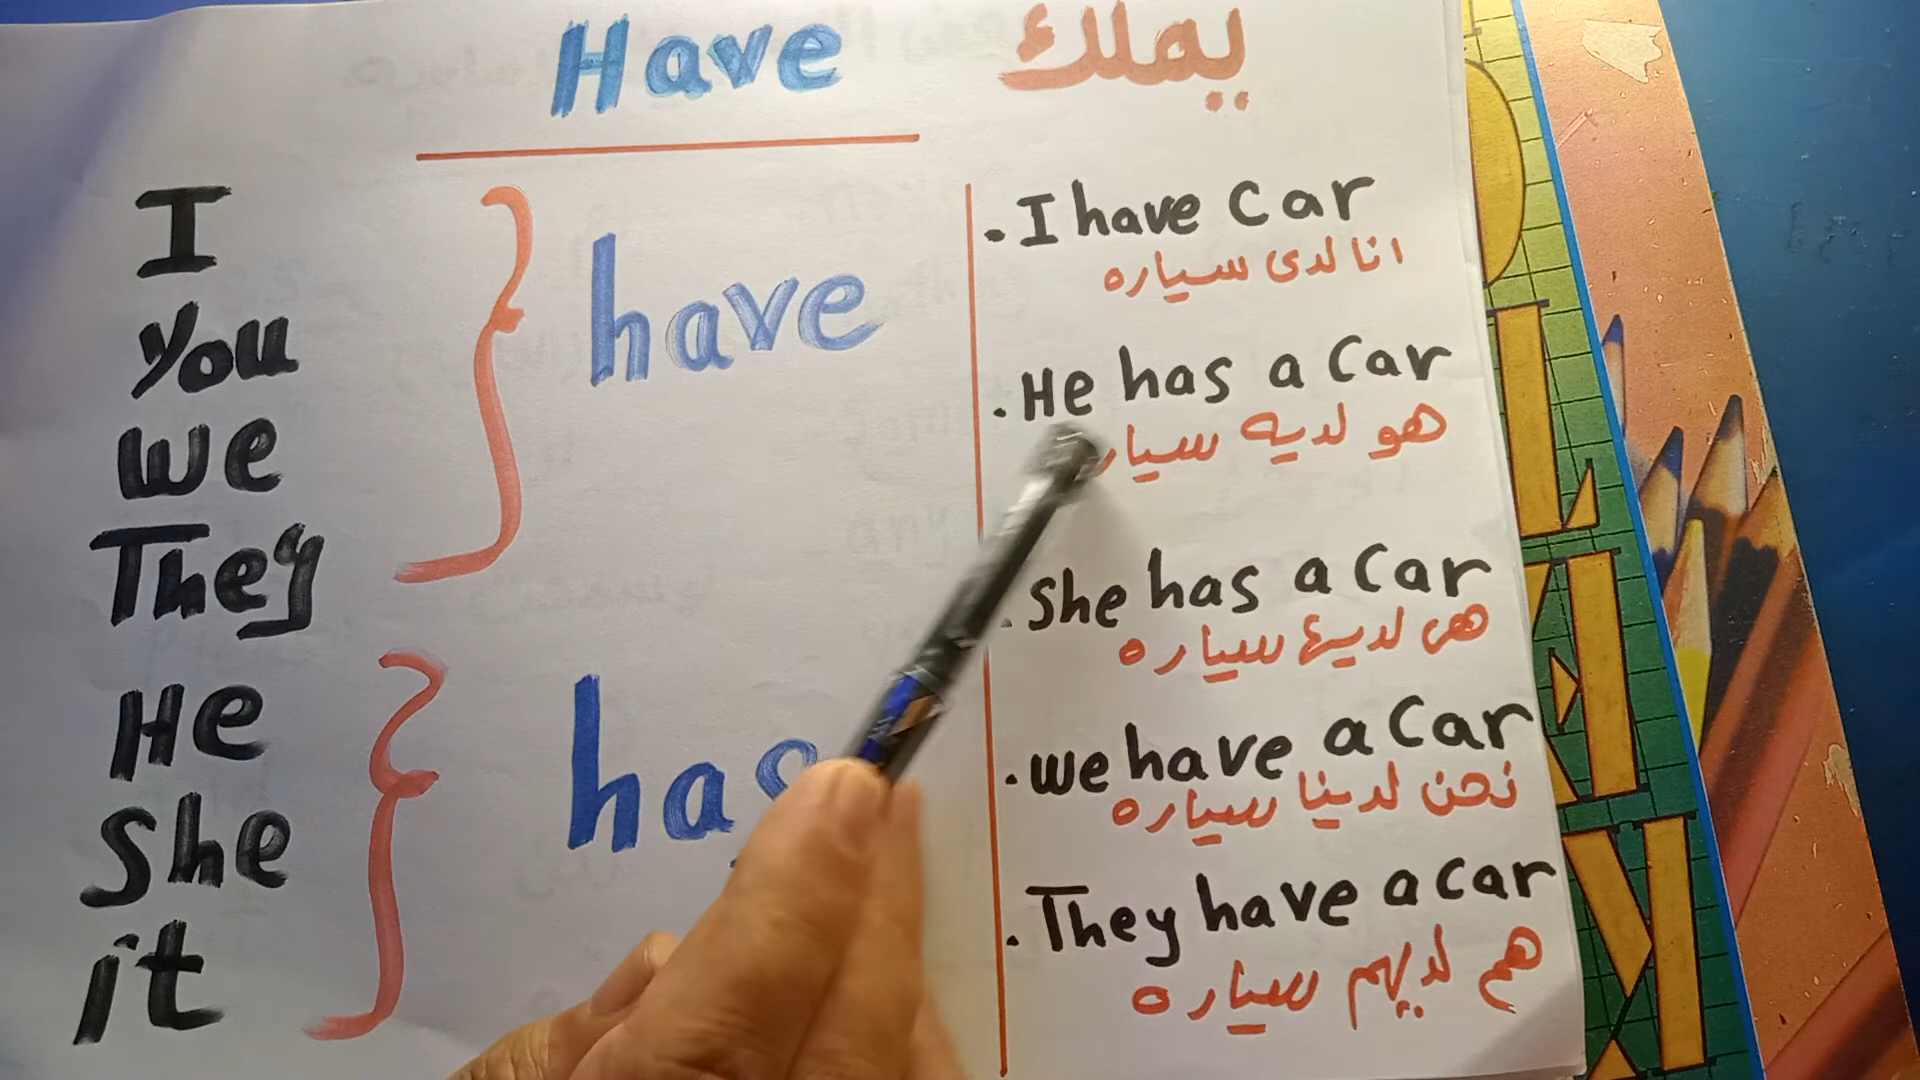 Have يملك
I
You
we
They
have
He
She
it
has
I have car
انا لدى سياره
He has a car
هو لديه
She has a car
هى لديها سياره
we have a car
نحن لدينا سياره
They have a car
هم لديهم سياره